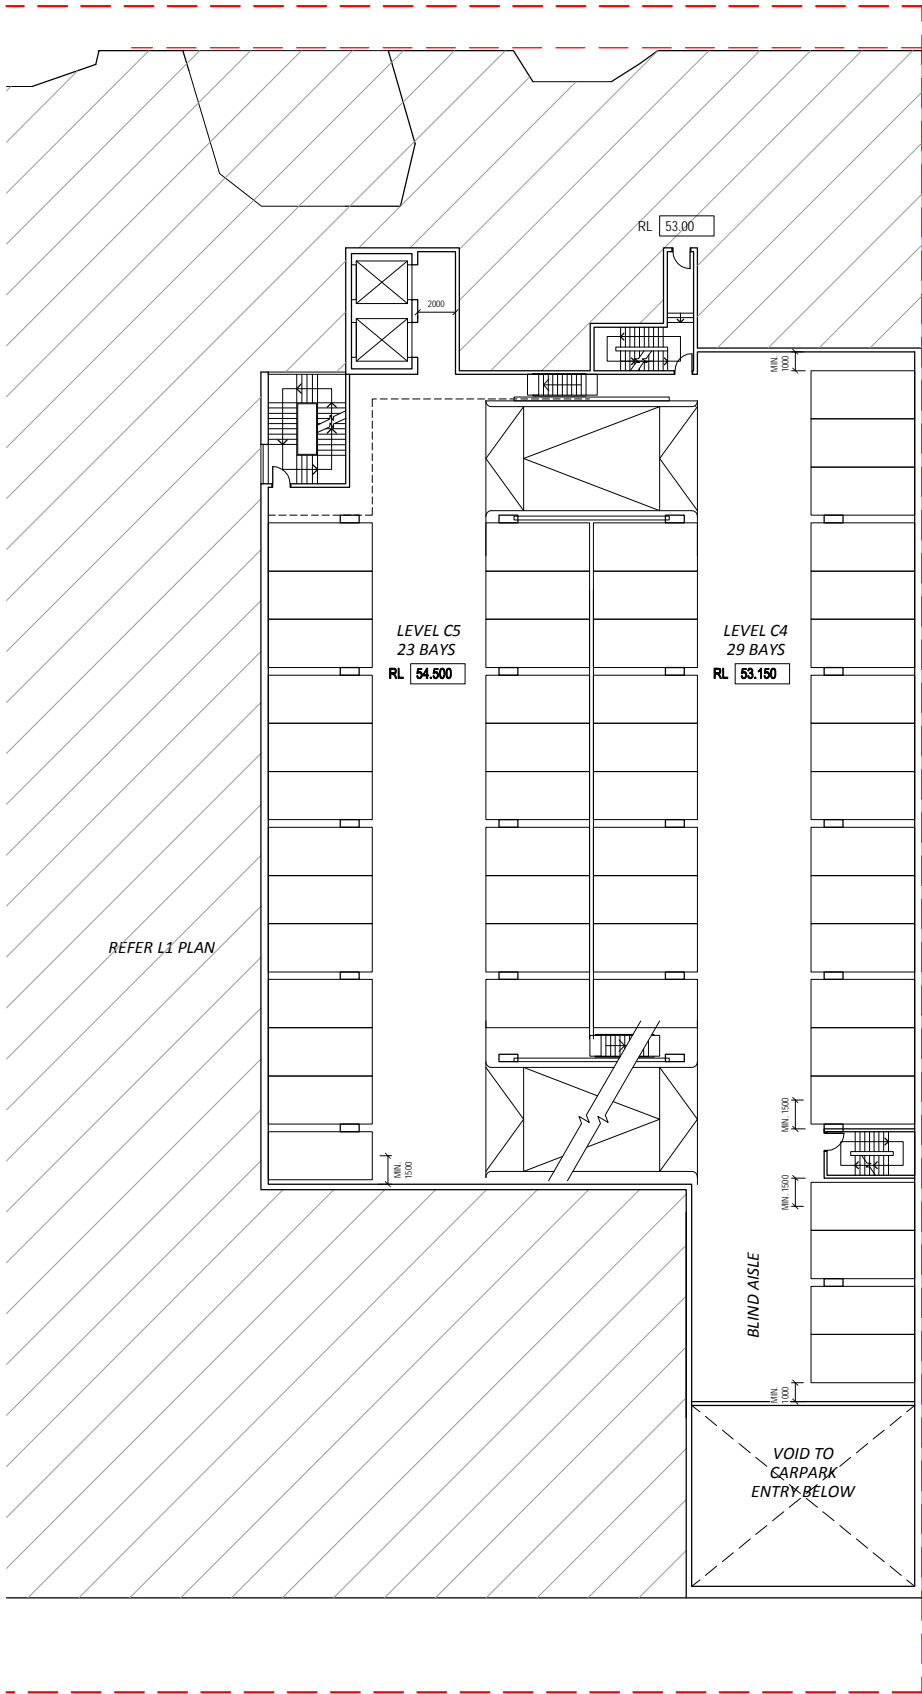 RL 53.00
2000
MIN.
1000
LEVEL C5
23 BAYS
RL 54.500
LEVEL C4
29 BAYS
RL 53.150
REFER L1 PLAN
MIN. 1500
MIN.
1500
MIN. 1500
BLIND AISLE
MIN.
1000
VOID TO
CARPARK
ENTRY BELOW